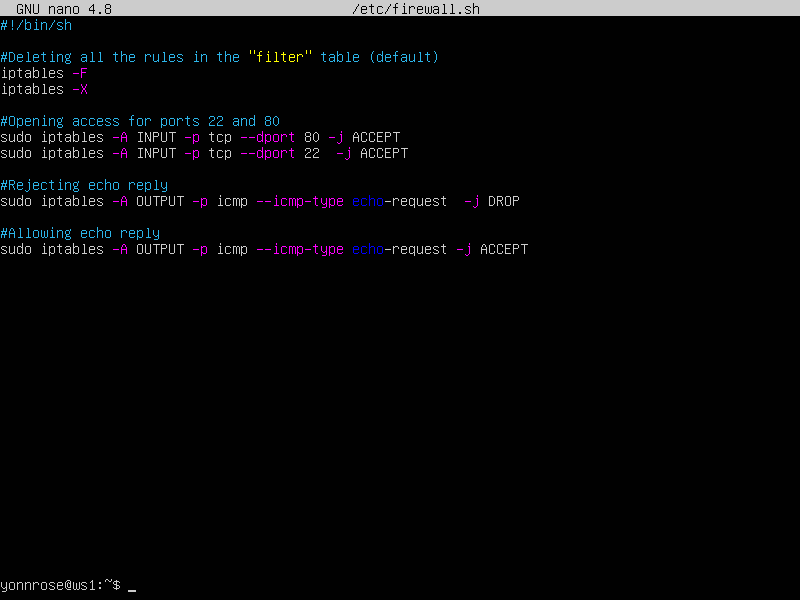 GNU nano 4.8 /etc/firewall.sh
#!/bin/sh
#Deleting all the rules in the "filter" table (default)
iptables -F
iptables -X
#Opening access for ports 22 and 80
sudo iptables -A INPUT -p tcp --dport 80 -j ACCEPT
sudo iptables -A INPUT -p tcp --dport 22  -j ACCEPT
#Rejecting echo reply
sudo iptables -A OUTPUT -p icmp --icmp-type echo-request  -j DROP
#Allowing echo reply
sudo iptables -A OUTPUT -p icmp --icmp-type echo-request -j ACCEPT
yonnrose@ws1:~$ _